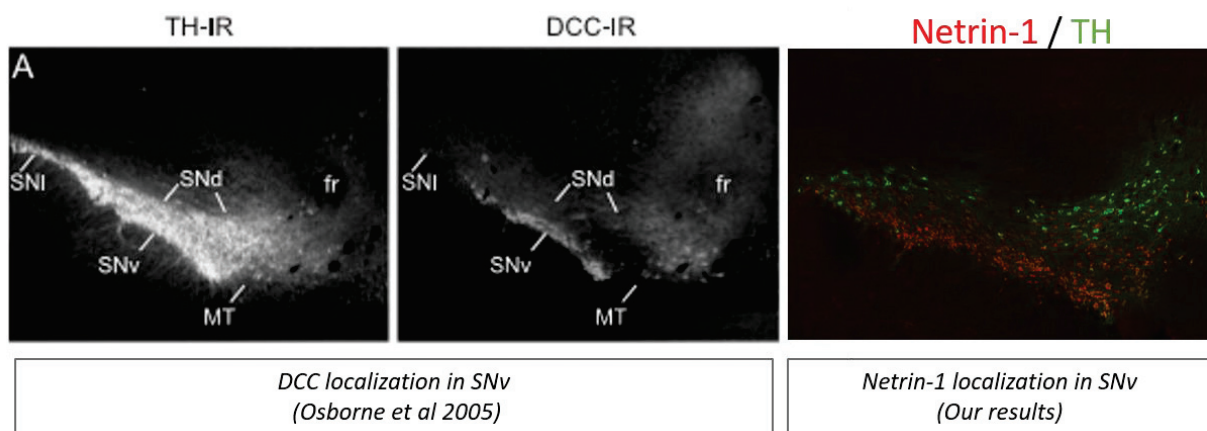 TH-IR
DCC-IR
Netrin-1 / TH
A
SNl
SNd
fr
SNv
MT
SNl
SNd
fr
SNv
MT
DCC localization in SNv
(Osborne et al 2005)
Netrin-1 localization in SNv
(Our results)